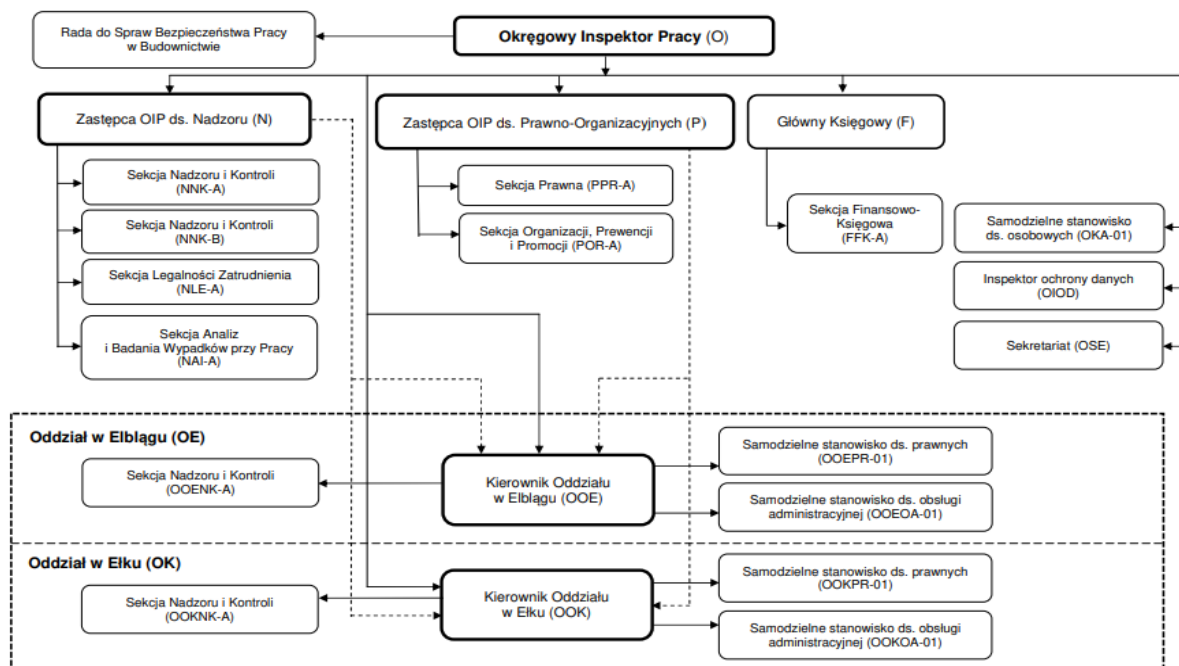 Rada do Spraw Bezpieczeństwa Pracy
w Budownictwie
Okręgowy Inspektor Pracy (O)
Zastępca OIP ds. Nadzoru (N)
Zastępca OIP ds. Prawno-Organizacyjnych (P)
Główny Księgowy (F)
Sekcja Nadzoru i Kontroli
(NNK-A)
Sekcja Nadzoru i Kontroli
(NNK-B)
Sekcja Legalności Zatrudnienia
(NLE-A)
Sekcja Analiz
i Badania Wypadków przy Pracy
(NAI-A)
Sekcja Prawna (PPR-A)
Sekcja Organizacji, Prewencji
i Promocji (POR-A)
Sekcja Finansowo-
Księgowa
(FFK-A)
Samodzielne stanowisko
ds. osobowych (OKA-01)
Inspektor ochrony danych
(OIOD)
Sekretariat (OSE)
Oddział w Elblągu (OE)
Sekcja Nadzoru i Kontroli
(OOENK-A)
Kierownik Oddziału
w Elblągu (OOE)
Samodzielne stanowisko ds. prawnych
(OOEPR-01)
Samodzielne stanowisko ds. obsługi
administracyjnej (OOEOA-01)
Oddział w Ełku (OK)
Sekcja Nadzoru i Kontroli
(OOKNK-A)
Kierownik Oddziału
w Ełku (OOK)
Samodzielne stanowisko ds. prawnych
(OOKPR-01)
Samodzielne stanowisko ds. obsługi
administracyjnej (OOKOA-01)